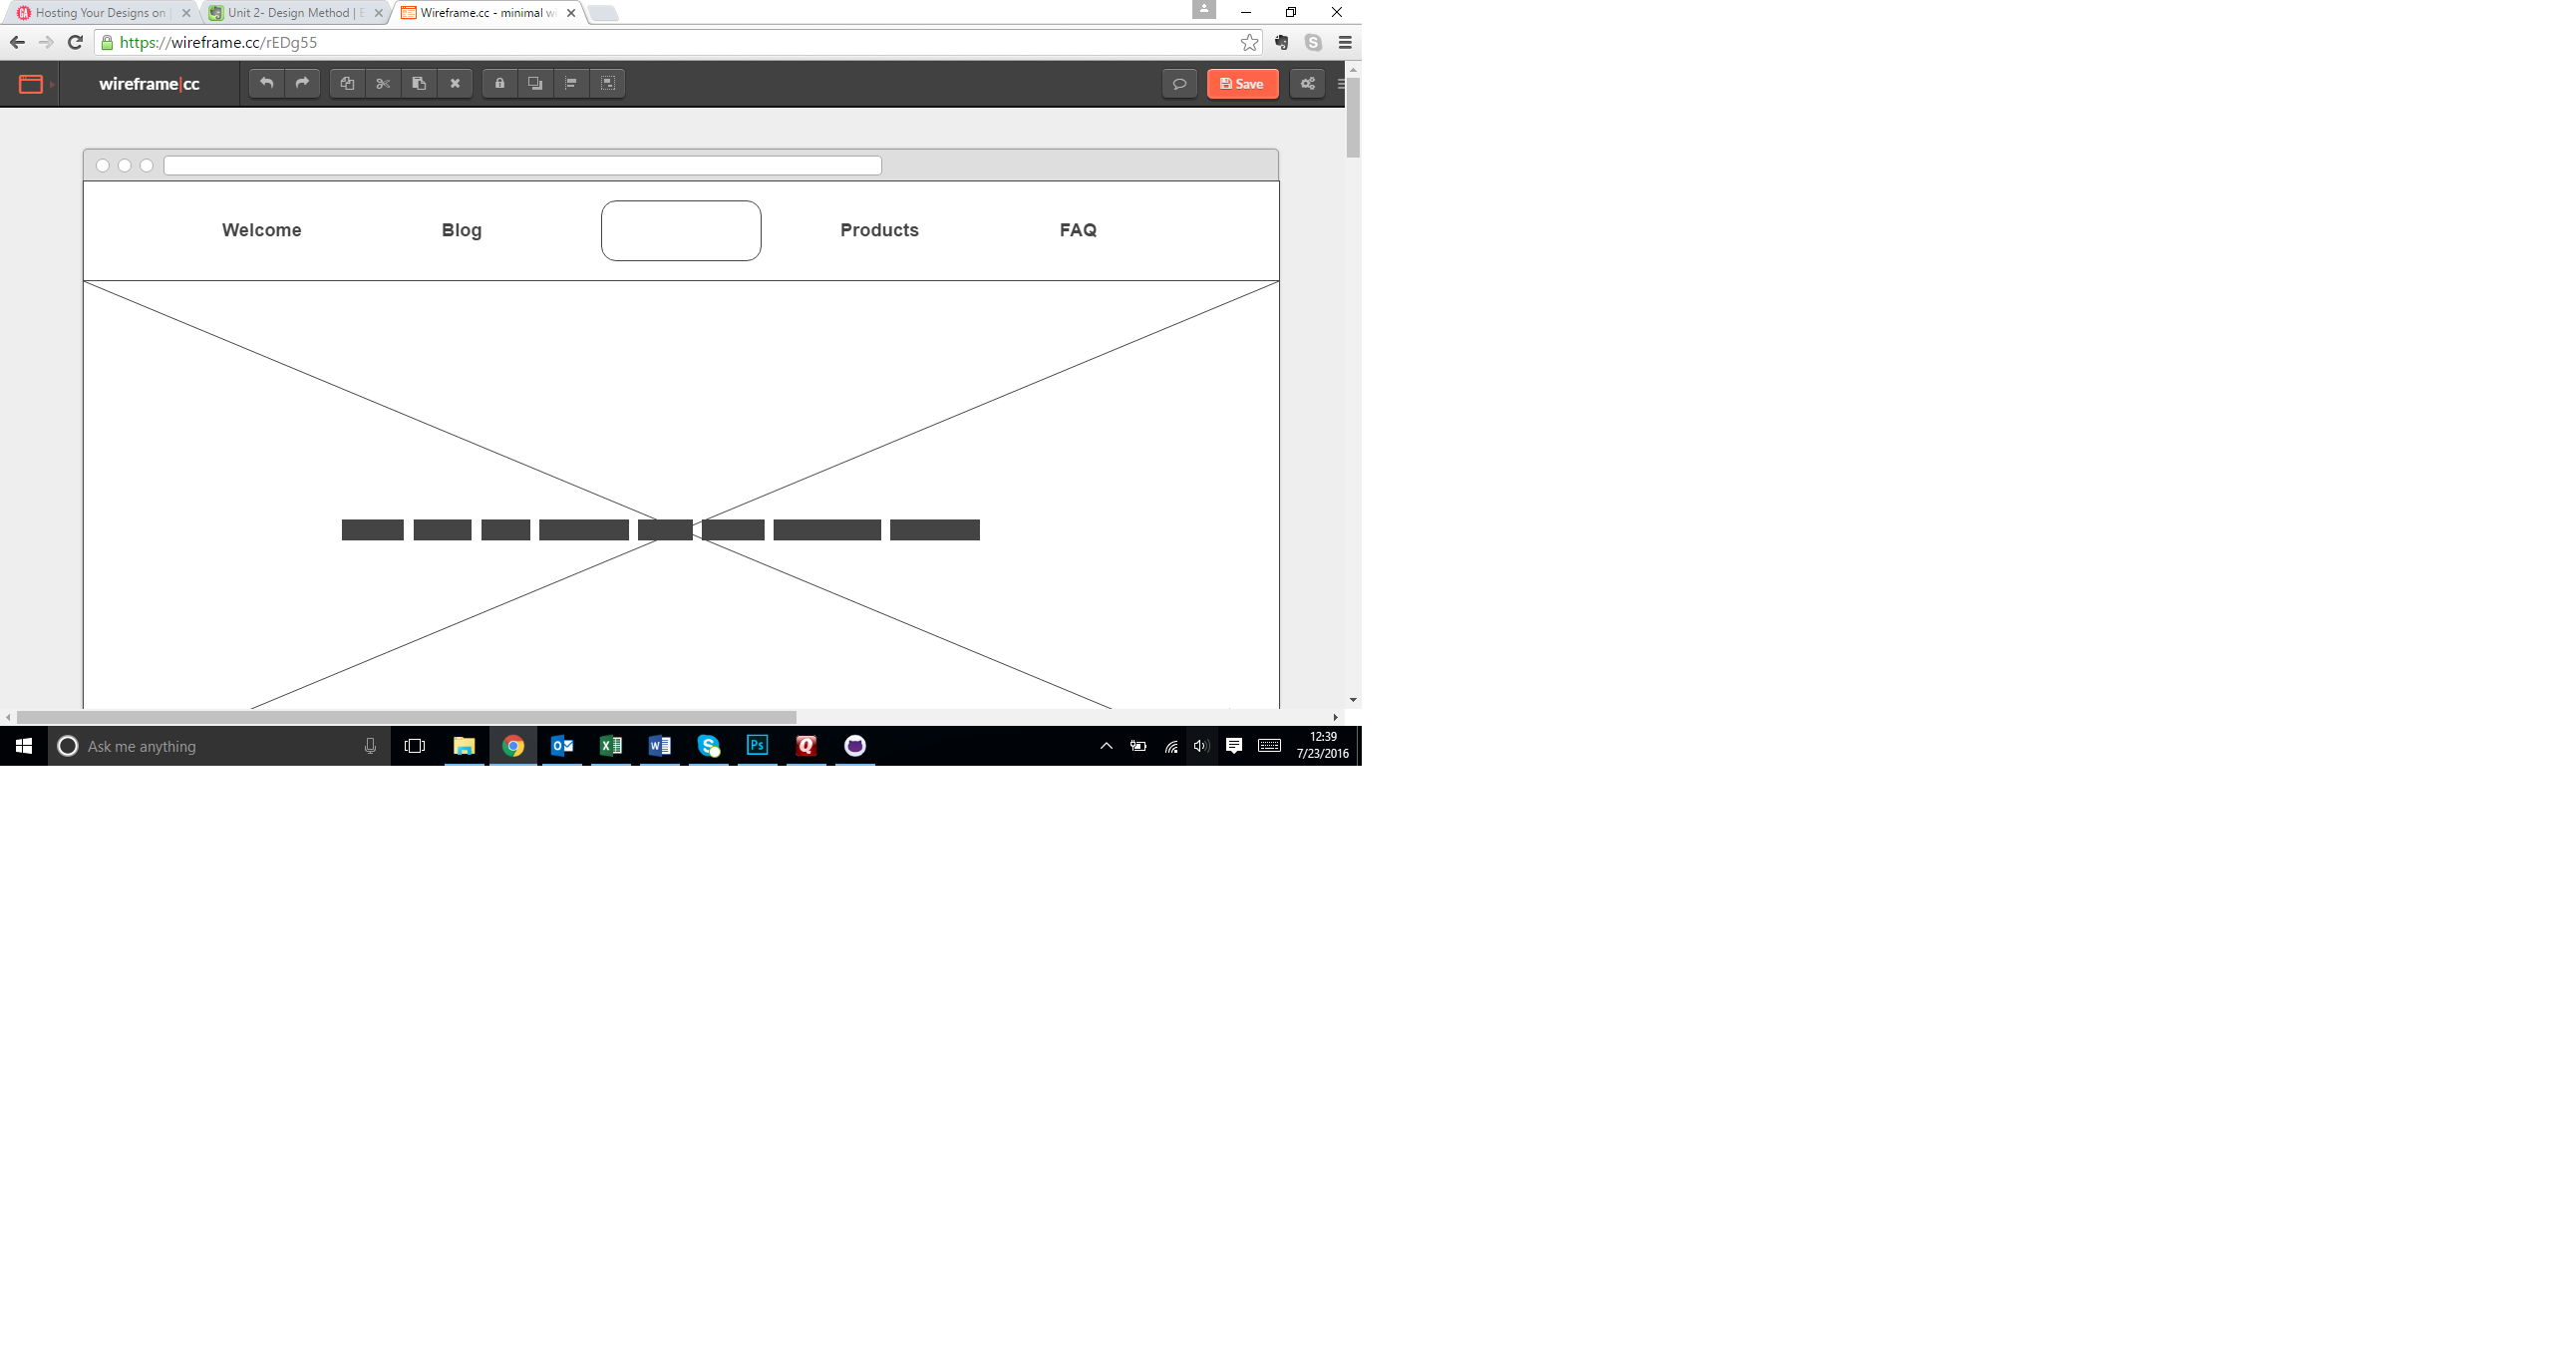 Hosting Your Designs on
Unit 2- Design Method | E
Wireframe.cc - minimal w
https://wireframe.cc/rEDg55
wireframe|cc
Save
Welcome
Blog
Products
FAQ
Ask me anything
12:39
7/23/2016